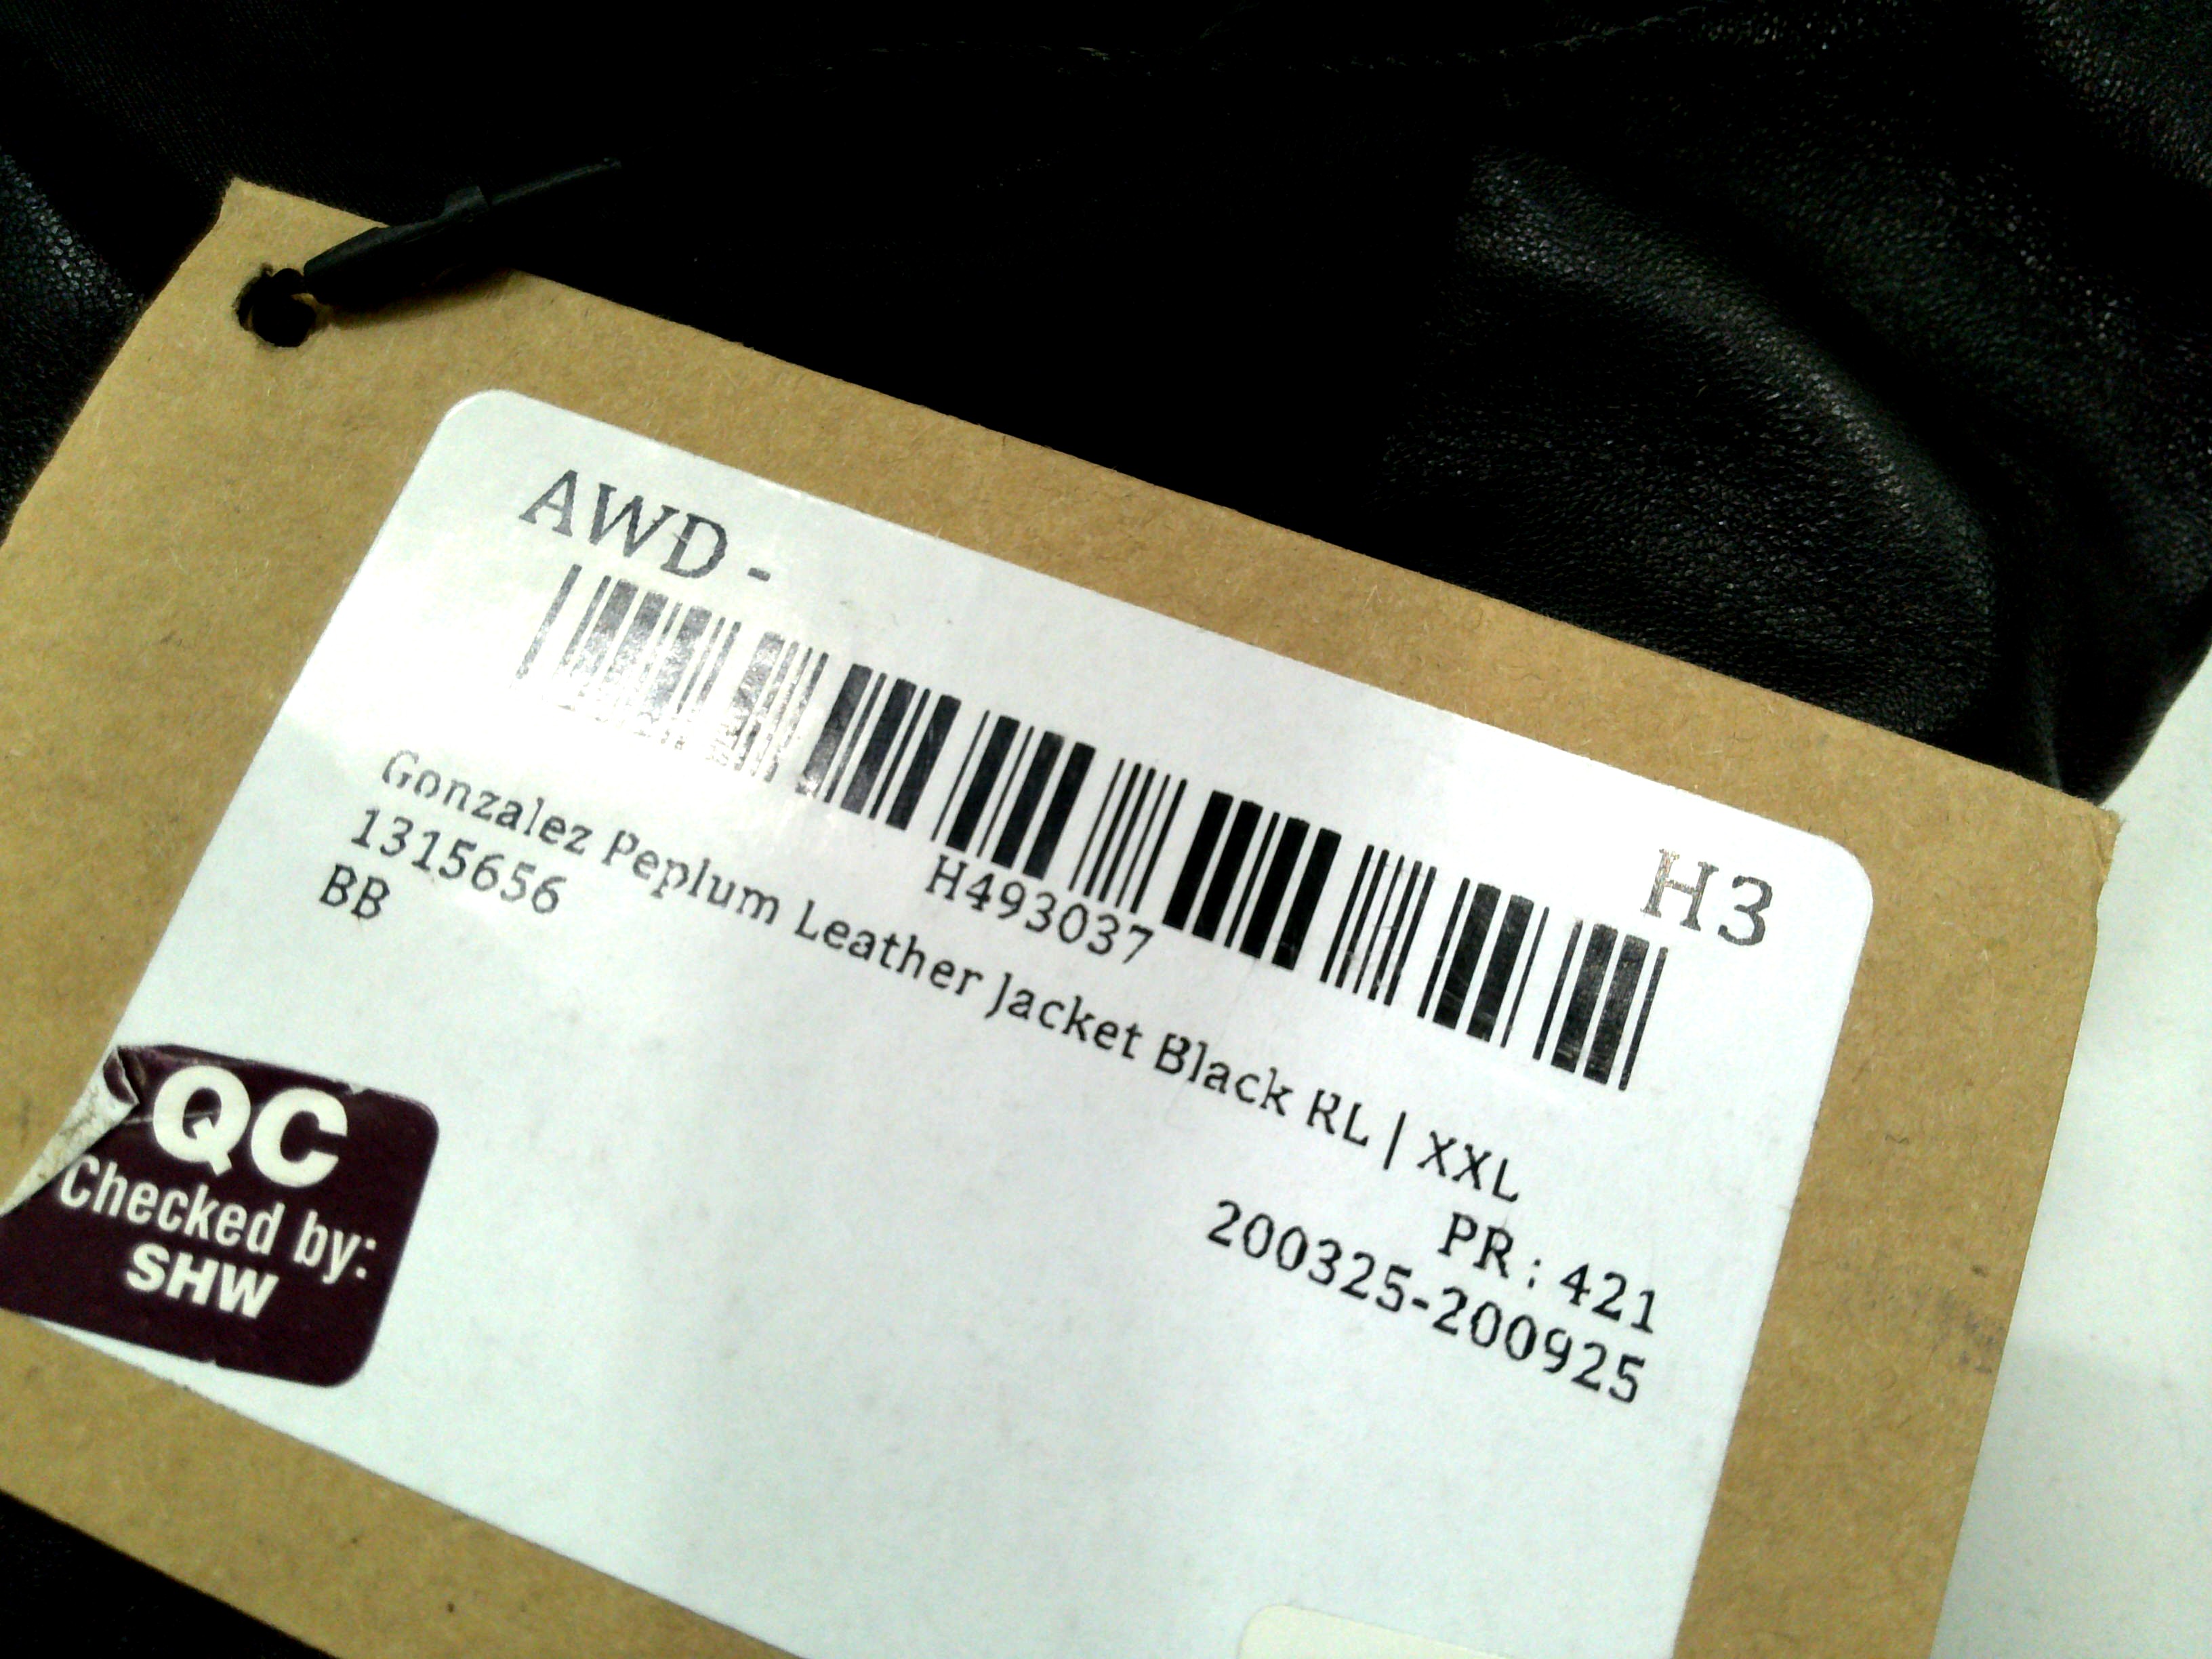 AWD -
H3
H493037
Gonzalez Peplum Leather Jacket Black RL | XXL
1315656
BB
PR : 421
200325-200925
QC
Checked by:
SHW